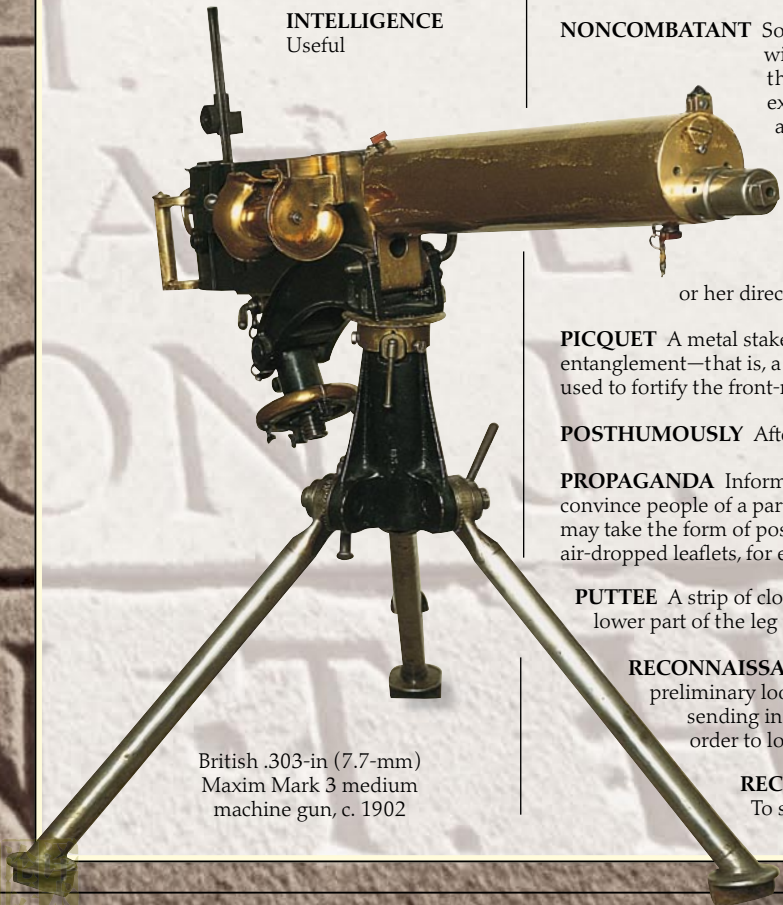 INTELLIGENCE
Useful
British .303-in (7.7-mm)
Maxim Mark 3 medium
machine gun, c. 1902
NONCOMBATANT So
wi
th
ex
a
or her direc
PICQUET A metal stake
entanglement—that is, a
used to fortify the front-
POSTHUMOUSLY Afte
PROPAGANDA Inform
convince people of a par
may take the form of pos
air-dropped leaflets, for e
PUTTEE A strip of clo
lower part of the leg
RECONNAISSA
preliminary loo
sending in
order to lo
REC
To s